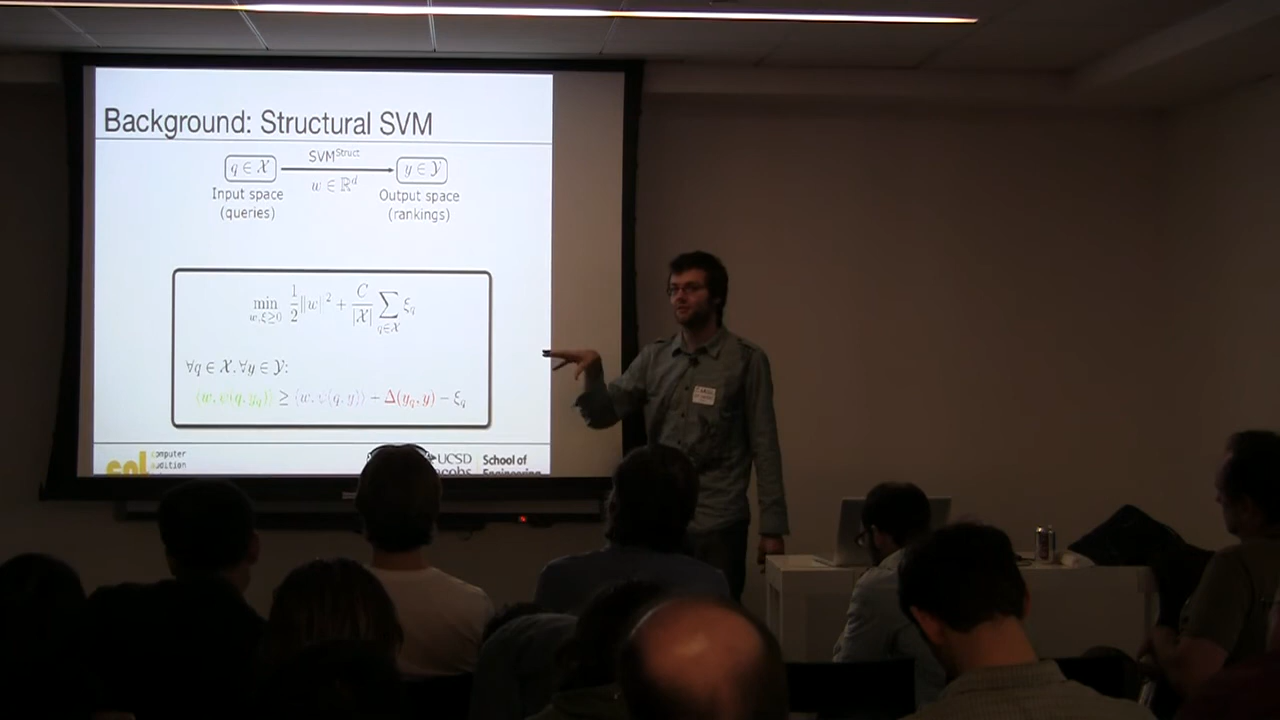 Background: Structural SVM
SVM^Struct
q ∈ 𝒳
y ∈ 𝒴
w ∈ ℝ^d
Input space
(queries)
Output space
(rankings)
min_{w,ξ≥0} 1/2 ‖w‖² + C/|𝒳| ∑_{q∈𝒳} ξ_q
∀q ∈ 𝒳, ∀y ∈ 𝒴:
⟨w, ψ(q, y_q)⟩ ≥ ⟨w, ψ(q, y)⟩ + Δ(y_q, y) − ξ_q
UCSD
School of